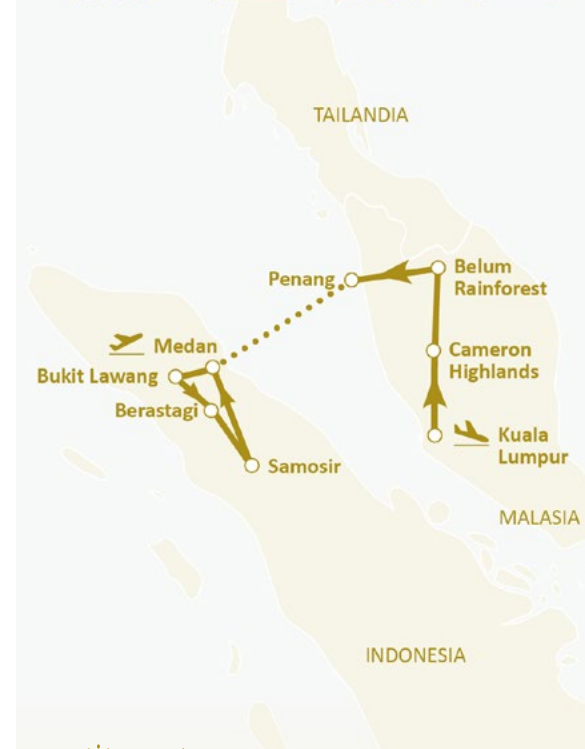 TAILANDIA
Penang
Belum
Rainforest
Medan
Bukit Lawang
Cameron
Highlands
Berastagi
Kuala
Lumpur
Samosir
MALASIA
INDONESIA